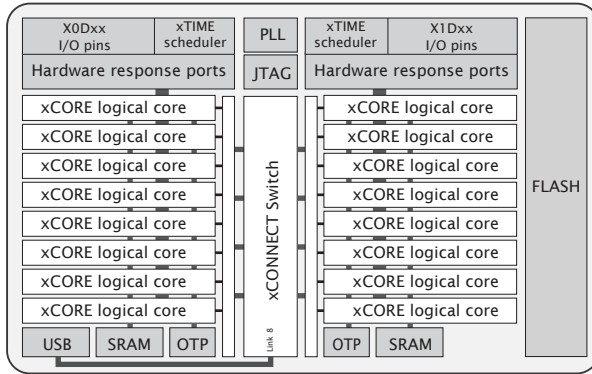 X0Dxx
I/O pins
xTIME
scheduler
PLL
xTIME
scheduler
X1Dxx
I/O pins
Hardware response ports
JTAG
Hardware response ports
xCORE logical core
xCORE logical core
xCORE logical core
xCORE logical core
xCORE logical core
xCORE logical core
xCORE logical core
xCORE logical core
xCONNECT Switch
Link 8
xCORE logical core
xCORE logical core
xCORE logical core
xCORE logical core
xCORE logical core
xCORE logical core
xCORE logical core
xCORE logical core
FLASH
USB
SRAM
OTP
OTP
SRAM